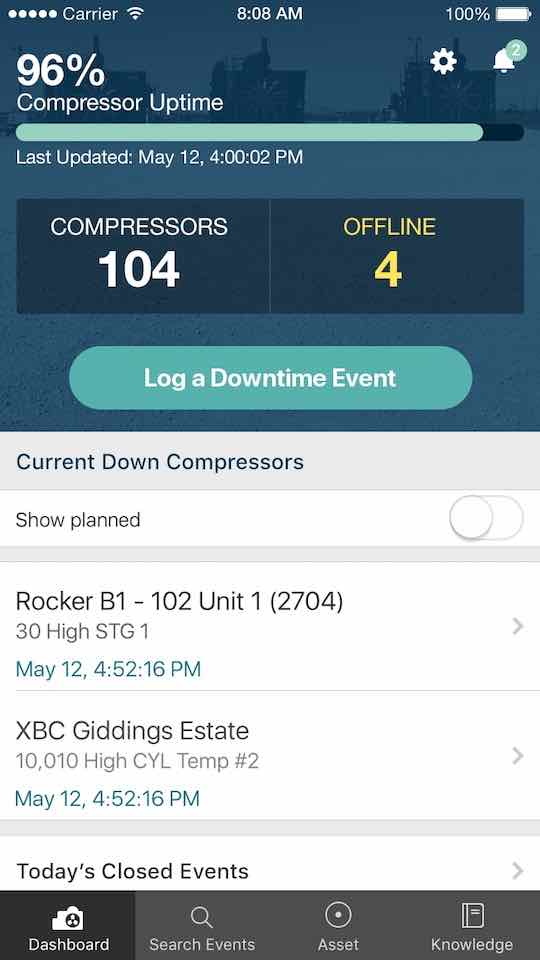 Carrier 8:08 AM 100%
2
96%
Compressor Uptime
Last Updated: May 12, 4:00:02 PM
COMPRESSORS OFFLINE
104 4
Log a Downtime Event
Current Down Compressors
Show planned
Rocker B1 - 102 Unit 1 (2704)
30 High STG 1
May 12, 4:52:16 PM
XBC Giddings Estate
10,010 High CYL Temp #2
May 12, 4:52:16 PM
Today’s Closed Events
Dashboard Search Events Asset Knowledge